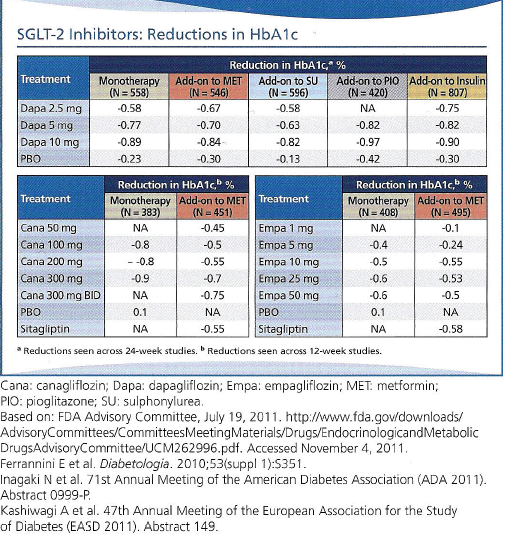 SGLT-2 Inhibitors: Reductions in HbA1c
Reduction in HbA1c,ª %
Treatment Monotherapy (N = 558) Add-on to MET (N = 546) Add-on to SU (N = 596) Add-on to PIO (N = 420) Add-on to Insulin (N = 807)
Dapa 2.5 mg -0.58 -0.67 -0.58 NA -0.75
Dapa 5 mg -0.77 -0.70 -0.63 -0.82 -0.82
Dapa 10 mg -0.89 -0.84 -0.82 -0.97 -0.90
PBO -0.23 -0.30 -0.13 -0.42 -0.30
Reduction in HbA1c,ᵇ %
Treatment Monotherapy (N = 383) Add-on to MET (N = 451)
Cana 50 mg NA -0.45
Cana 100 mg -0.8 -0.5
Cana 200 mg --0.8 -0.55
Cana 300 mg -0.9 -0.7
Cana 300 mg BID NA -0.75
PBO 0.1 NA
Sitagliptin NA -0.55
Reduction in HbA1c,ᵇ %
Treatment Monotherapy (N = 408) Add-on to MET (N = 495)
Empa 1 mg NA -0.1
Empa 5 mg -0.4 -0.24
Empa 10 mg -0.5 -0.55
Empa 25 mg -0.6 -0.53
Empa 50 mg -0.6 -0.5
PBO 0.1 NA
Sitagliptin NA -0.58
ª Reductions seen across 24-week studies. ᵇ Reductions seen across 12-week studies.
Cana: canagliflozin; Dapa: dapagliflozin; Empa: empagliflozin; MET: metformin;
PIO: pioglitazone; SU: sulphonylurea.
Based on: FDA Advisory Committee, July 19, 2011. http://www.fda.gov/downloads/
AdvisoryCommittees/CommitteesMeetingMaterials/Drugs/EndocrinologicandMetabolic
DrugsAdvisoryCommittee/UCM262996.pdf. Accessed November 4, 2011.
Ferrannini E et al. Diabetologia. 2010;53(suppl 1):S351.
Inagaki N et al. 71st Annual Meeting of the American Diabetes Association (ADA 2011).
Abstract 0999-P.
Kashiwagi A et al. 47th Annual Meeting of the European Association for the Study
of Diabetes (EASD 2011). Abstract 149.